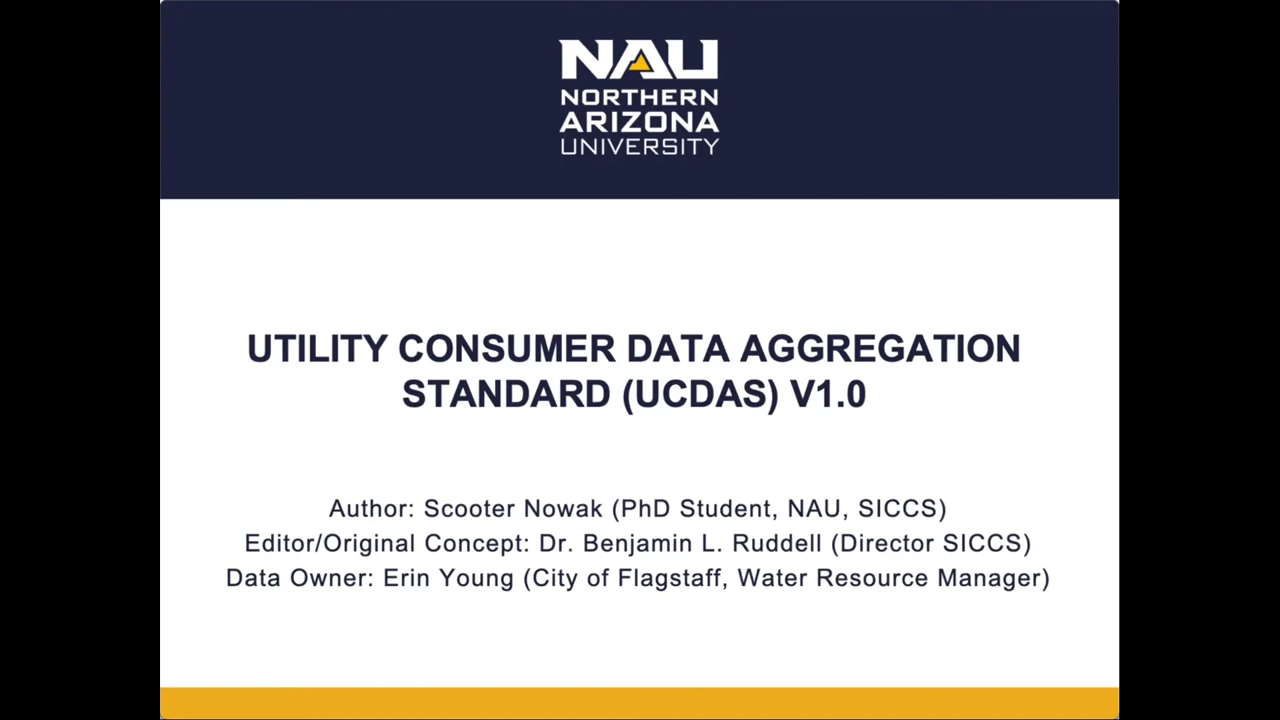 NAU
NORTHERN
ARIZONA
UNIVERSITY
UTILITY CONSUMER DATA AGGREGATION
STANDARD (UCDAS) V1.0
Author: Scooter Nowak (PhD Student, NAU, SICCS)
Editor/Original Concept: Dr. Benjamin L. Ruddell (Director SICCS)
Data Owner: Erin Young (City of Flagstaff, Water Resource Manager)